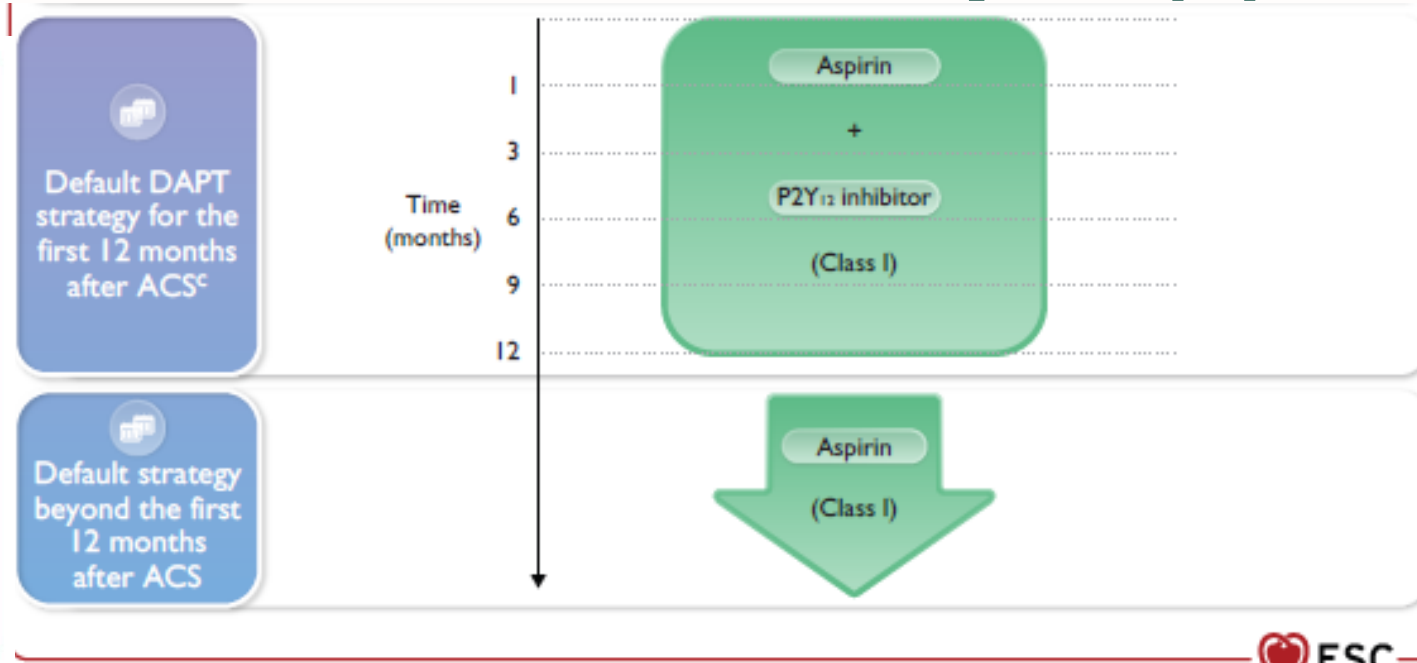 Default DAPT
strategy for the
first 12 months
after ACSᶜ
Time
(months)
1
3
6
9
12
Aspirin
+
P2Y₁₂ inhibitor
(Class I)
Default strategy
beyond the first
12 months
after ACS
Aspirin
(Class I)
ESC